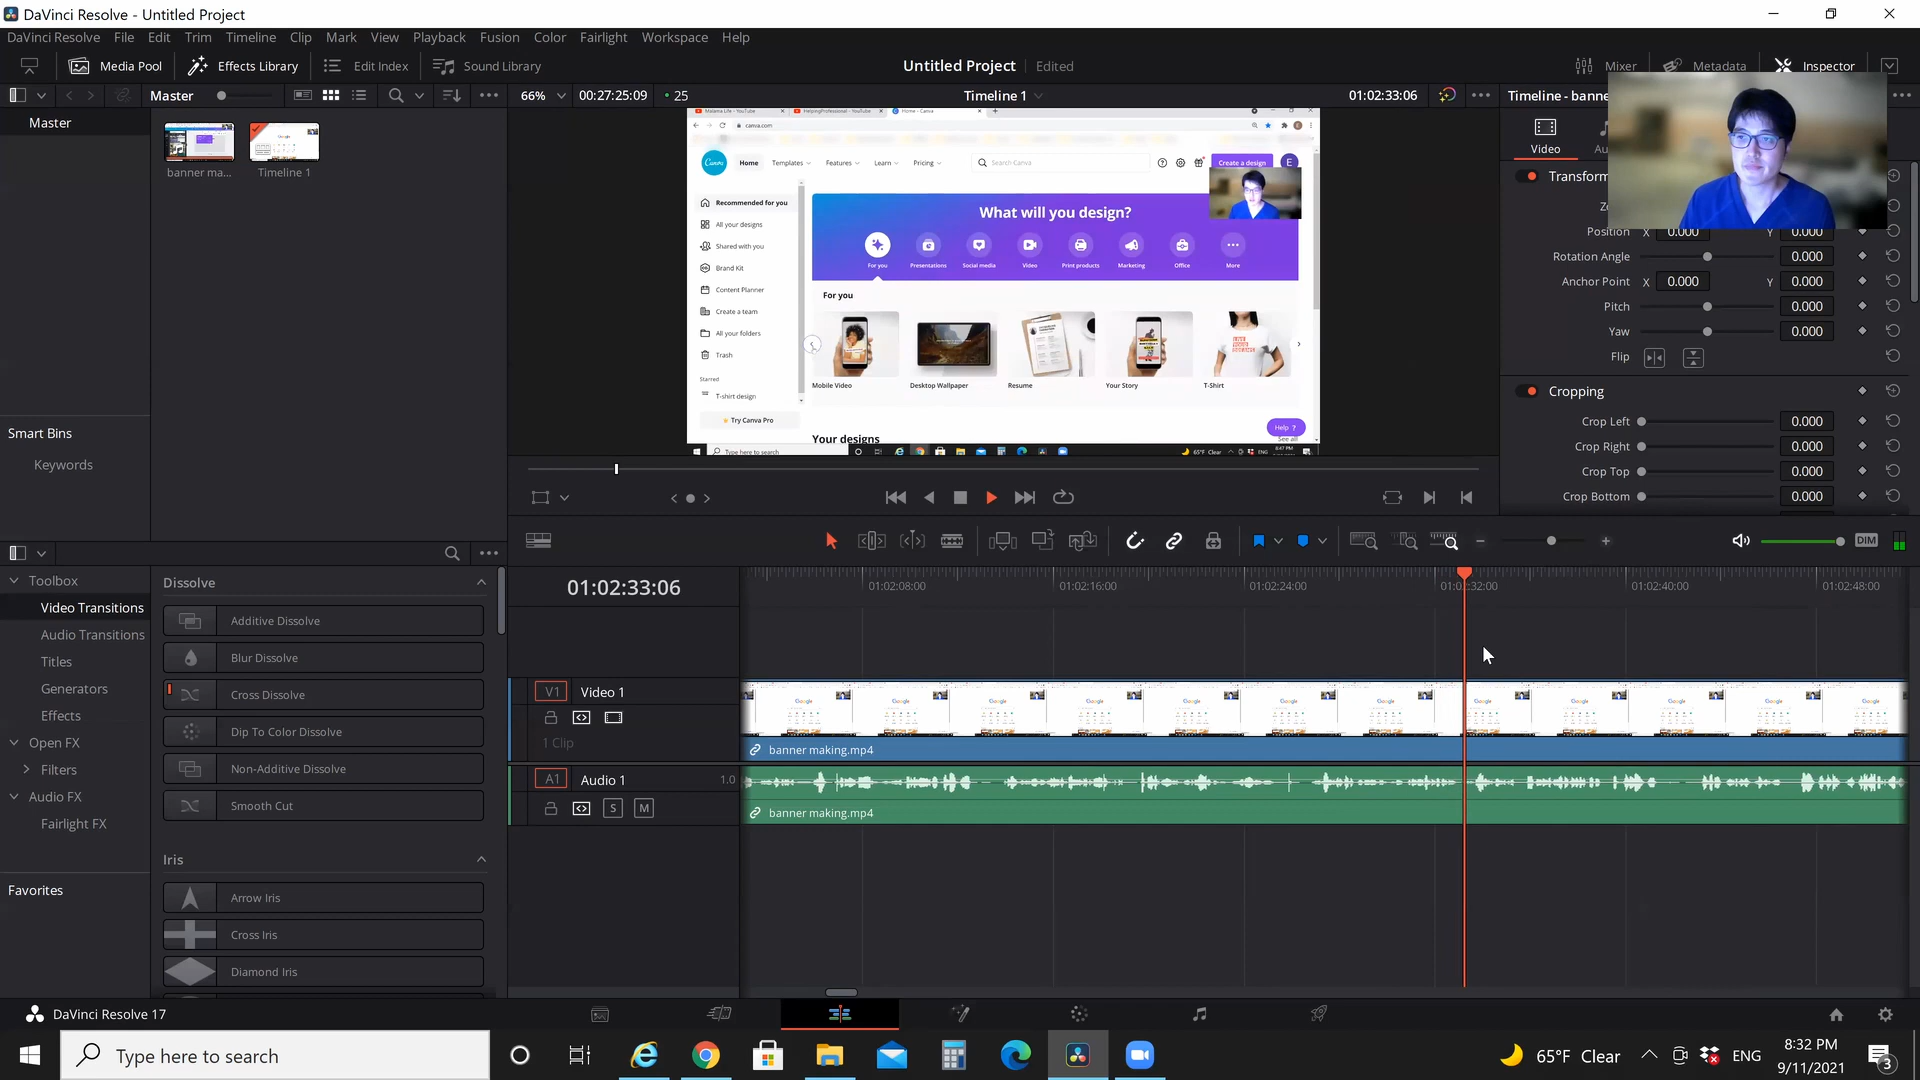 DaVinci Resolve - Untitled Project
DaVinci Resolve File Edit Trim Timeline Clip Mark View Playback Fusion Color Fairlight Workspace Help
Media Pool Effects Library Edit Index Sound Library Untitled Project Edited Mixer Metadata Inspector
Master 66% 00:27:25:09 25 Timeline 1 01:02:33:06 Timeline - banne
Master
banner ma... Timeline 1
Smart Bins
Keywords
canva.com
Canva Home Templates Features Learn Pricing Search Canva Create a design E
Recommended for you
All your designs
Shared with you
Brand Kit
Content Planner
Create a team
All your folders
Trash
Starred
T-shirt design
Try Canva Pro
What will you design?
For you Presentations Social media Video Print products Marketing Office More
For you
Mobile Video Desktop Wallpaper Resume Your Story T-Shirt
Your designs
See all
Help ?
Type here to search
65°F Clear ENG
Video
Au
Transform
Position X 0.000 Y 0.000
Rotation Angle 0.000
Anchor Point X 0.000 Y 0.000
Pitch 0.000
Yaw 0.000
Flip
Cropping
Crop Left 0.000
Crop Right 0.000
Crop Top 0.000
Crop Bottom 0.000
DIM
Toolbox
Video Transitions
Audio Transitions
Titles
Generators
Effects
Open FX
Filters
Audio FX
Fairlight FX
Favorites
Dissolve
Additive Dissolve
Blur Dissolve
Cross Dissolve
Dip To Color Dissolve
Non-Additive Dissolve
Smooth Cut
Iris
Arrow Iris
Cross Iris
Diamond Iris
01:02:33:06
01:02:08:00 01:02:16:00 01:02:24:00 01:02:32:00 01:02:40:00 01:02:48:00
V1 Video 1
1 Clip
banner making.mp4
A1 Audio 1 1.0
S M
banner making.mp4
DaVinci Resolve 17
Type here to search
65°F Clear ENG
8:32 PM
9/11/2021
3